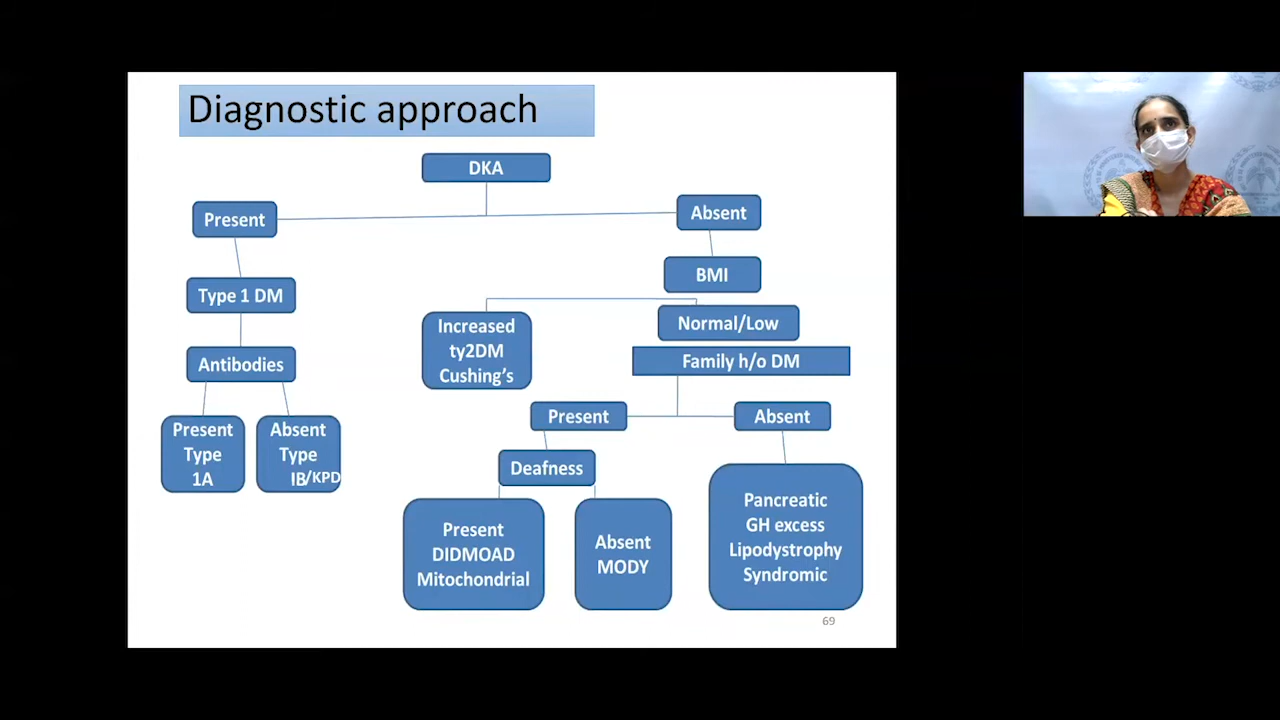 Diagnostic approach
DKA
Present
Absent
Type 1 DM
BMI
Antibodies
Increased
ty2DM
Cushing's
Normal/Low
Family h/o DM
Present
Type
1A
Absent
Type
IB/KPD
Present
Absent
Deafness
Present
DIDMOAD
Mitochondrial
Absent
MODY
Pancreatic
GH excess
Lipodystrophy
Syndromic
69